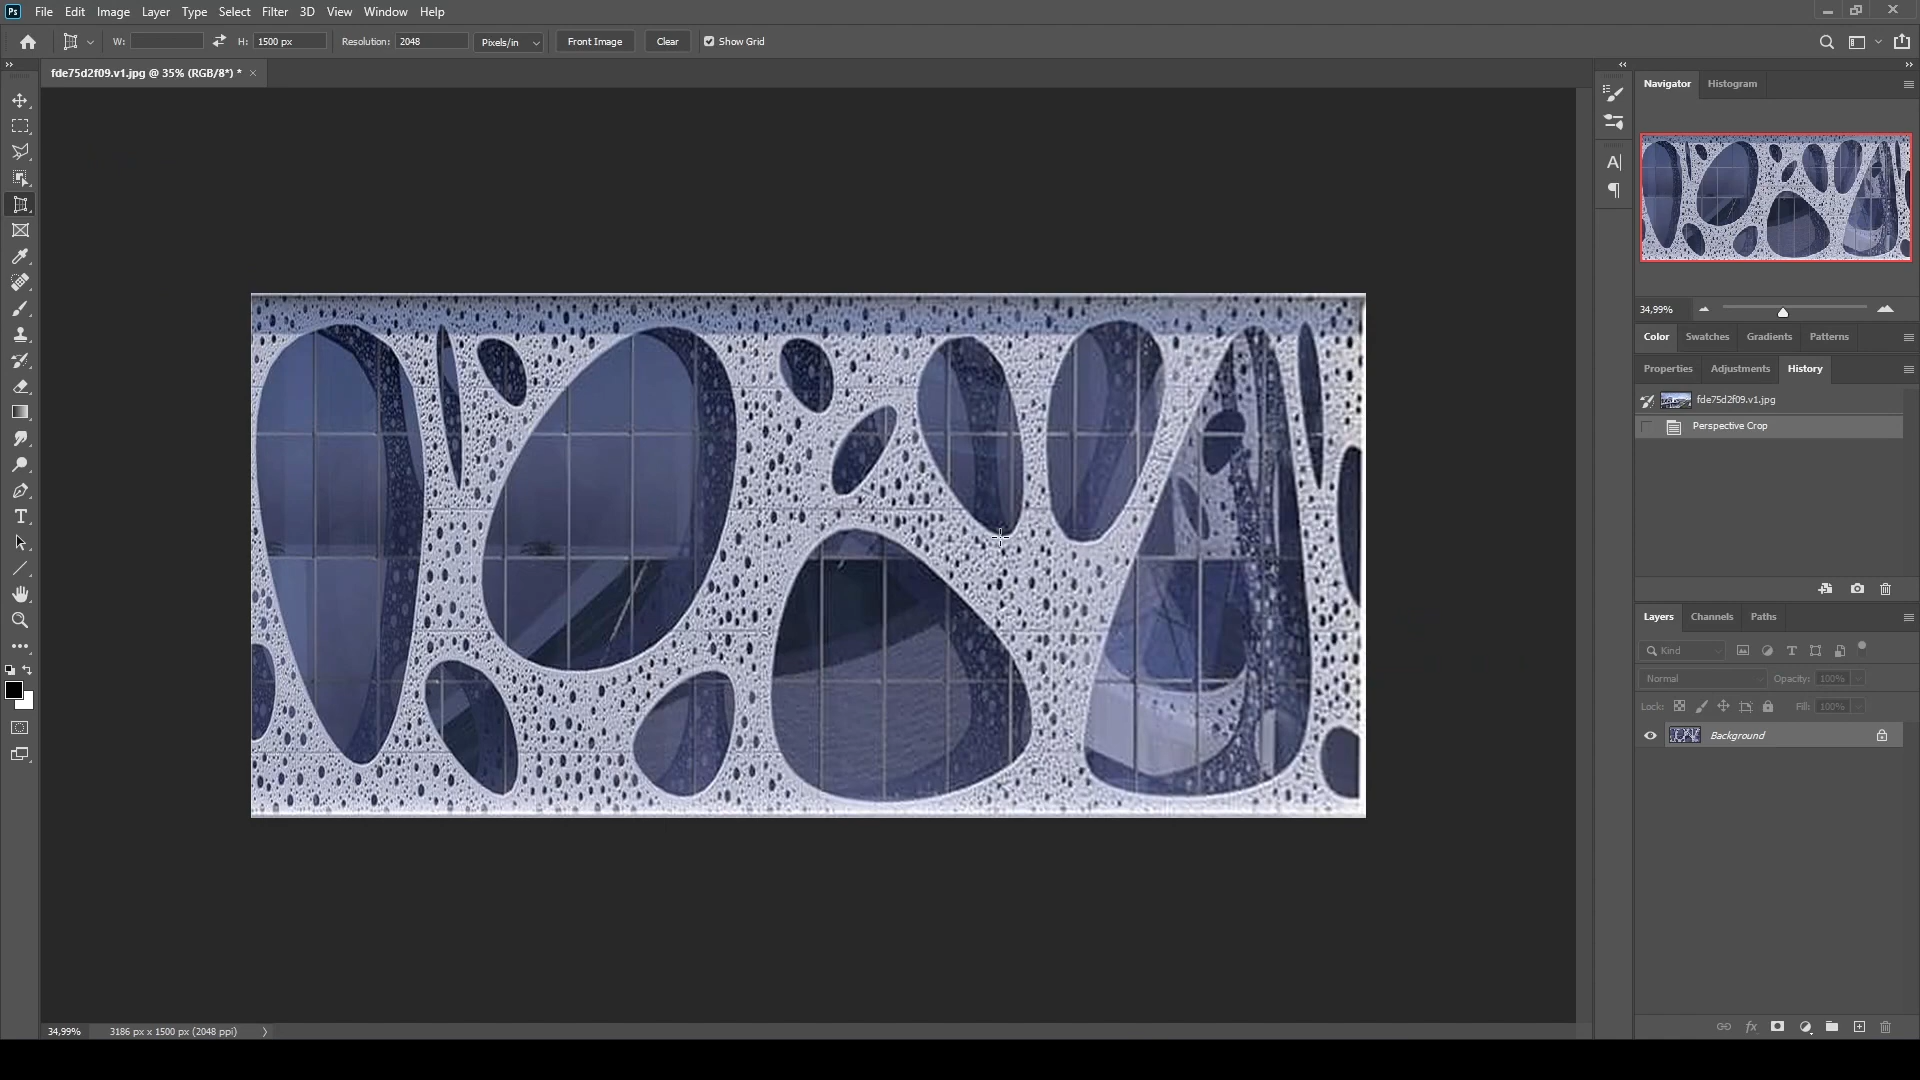 Ps File Edit Image Layer Type Select Filter 3D View Window Help
W: H: 1500 px Resolution: 2048 Pixels/in Front Image Clear Show Grid
fde75d2f09.v1.jpg @ 35% (RGB/8*) * ×
Navigator Histogram
34,99%
Color Swatches Gradients Patterns
Properties Adjustments History
fde75d2f09.v1.jpg
Perspective Crop
Layers Channels Paths
Kind
Normal Opacity: 100%
Lock: Fill: 100%
Background
fx
34,99% 3186 px x 1500 px (2048 ppi)